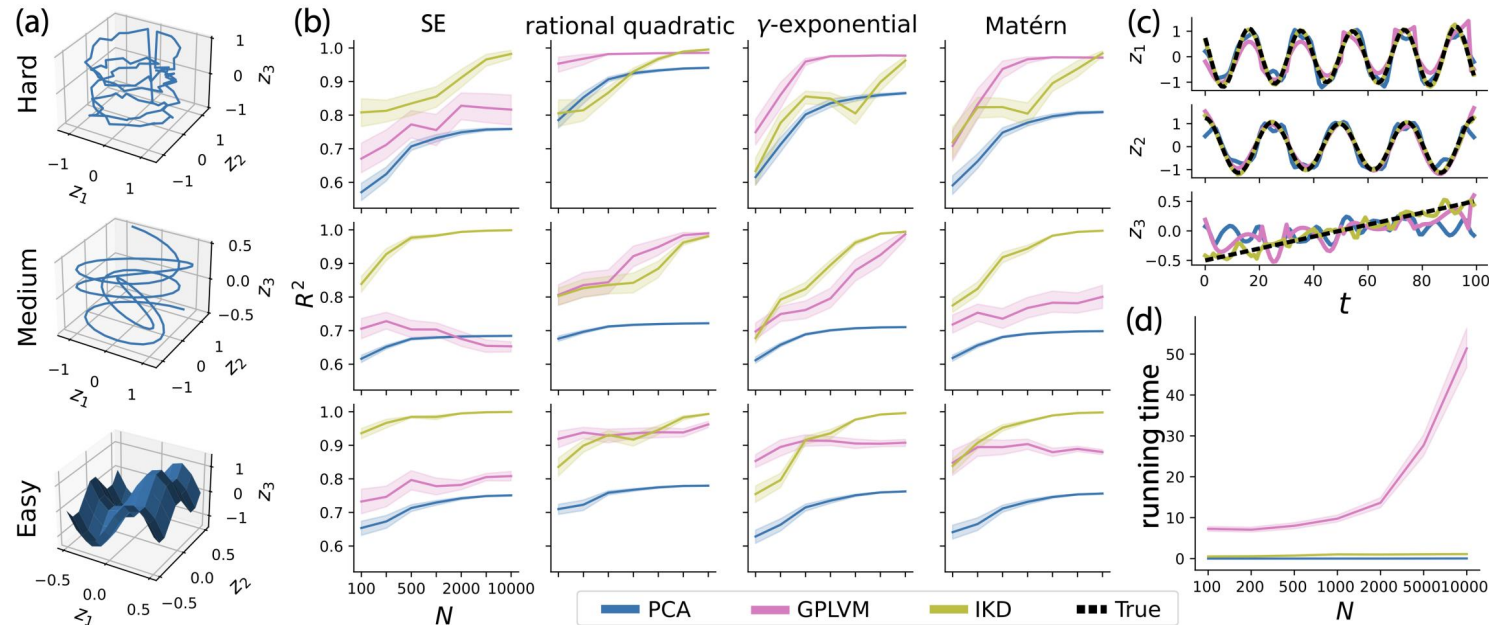 (a)
Hard
1
0
-1
z3
-1
0
1
z1
1
0
-1
z2
Medium
0.5
0.0
-0.5
z3
-1
0
1
z1
1
0
-1
z2
Easy
1
0
-1
z3
-0.5
0.0
0.5
z1
0.5
0.0
-0.5
z2
(b)
SE
rational quadratic
γ-exponential
Matérn
1.0
0.9
0.8
0.7
0.6
R²
1.0
0.9
0.8
0.7
0.6
1.0
0.9
0.8
0.7
0.6
100 500 2000 10000
N
(c)
z1
1
0
-1
z2
1
0
-1
z3
0.5
0.0
-0.5
0 20 40 60 80 100
t
(d)
running time
50
40
30
20
10
0
100 200 500 1000 2000 5000 10000
N
PCA GPLVM IKD True